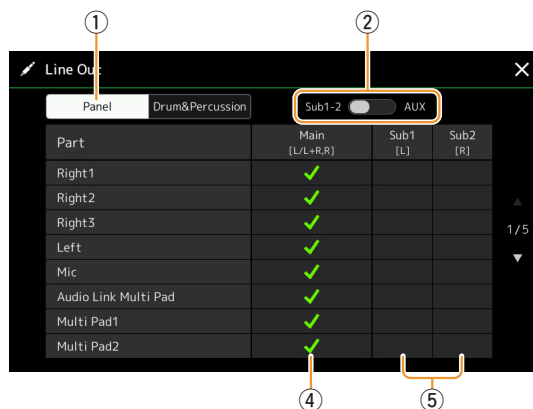 ① ②
Line Out
Panel Drum&Percussion Sub1-2 AUX
Part Main Sub1 Sub2
[L/L+R,R] [L] [R]
Right1
Right2
Right3
1/5
Left
Mic
Audio Link Multi Pad
Multi Pad1
Multi Pad2
④ ⑤